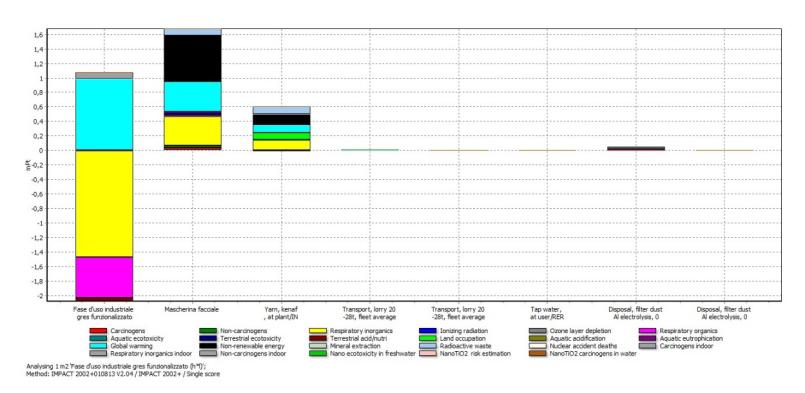 1,6
1,4
1,2
1
0,8
0,6
0,4
0,2
0
-0,2
-0,4
-0,6
-0,8
-1
-1,2
-1,4
-1,6
-1,8
-2
mPt
Fase d'uso industriale
gres funzionalizzato
Mascherina facciale
Yarn, kenaf
, at plant/IN
Transport, lorry 20
-28t, fleet average
Transport, lorry 20
-28t, fleet average
Tap water,
at user/RER
Disposal, filter dust
Al electrolysis, 0
Disposal, filter dust
Al electrolysis, 0
Carcinogens
Non-carcinogens
Respiratory inorganics
Ionizing radiation
Ozone layer depletion
Respiratory organics
Aquatic ecotoxicity
Terrestrial ecotoxicity
Terrestrial acid/nutri
Land occupation
Aquatic acidification
Aquatic eutrophication
Global warming
Non-renewable energy
Mineral extraction
Radioactive waste
Nuclear accident deaths
Carcinogens indoor
Respiratory inorganics indoor
Non-carcinogens indoor
Nano ecotoxicity in freshwater
NanoTiO2 risk estimation
NanoTiO2 carcinogens in water
Analysing 1 m2 'Fase d'uso industriale gres funzionalizzato (h*l)';
Method: IMPACT 2002+010813 V2.04 / IMPACT 2002+ / Single score